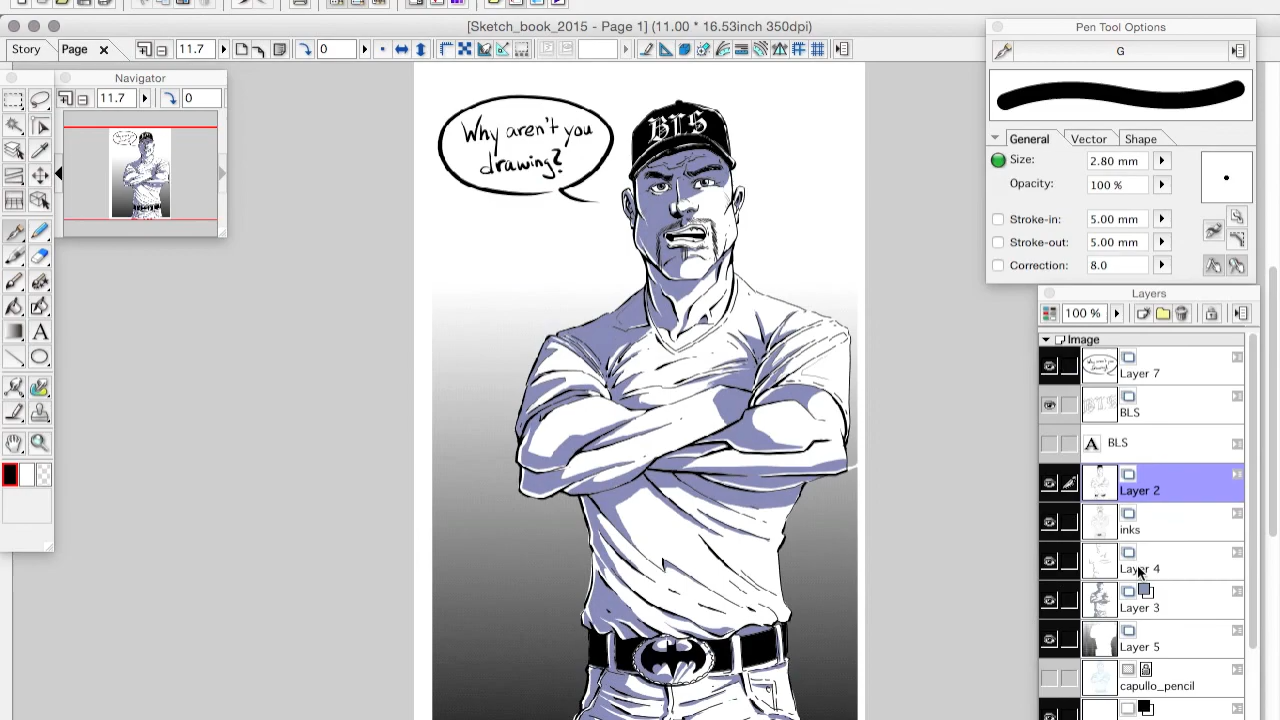 [Sketch_book_2015 - Page 1] (11.00 * 16.53inch 350dpi)
Story
Page
11.7
0
Pen Tool Options
G
Navigator
11.7
0
General
Vector
Shape
Size:
2.80 mm
Opacity:
100 %
Stroke-in:
5.00 mm
Stroke-out:
5.00 mm
Correction:
8.0
Why aren't you
drawing?
BLS
A
Layers
100 %
Image
Layer 7
BLS
A
BLS
Layer 2
inks
Layer 4
Layer 3
Layer 5
capullo_pencil